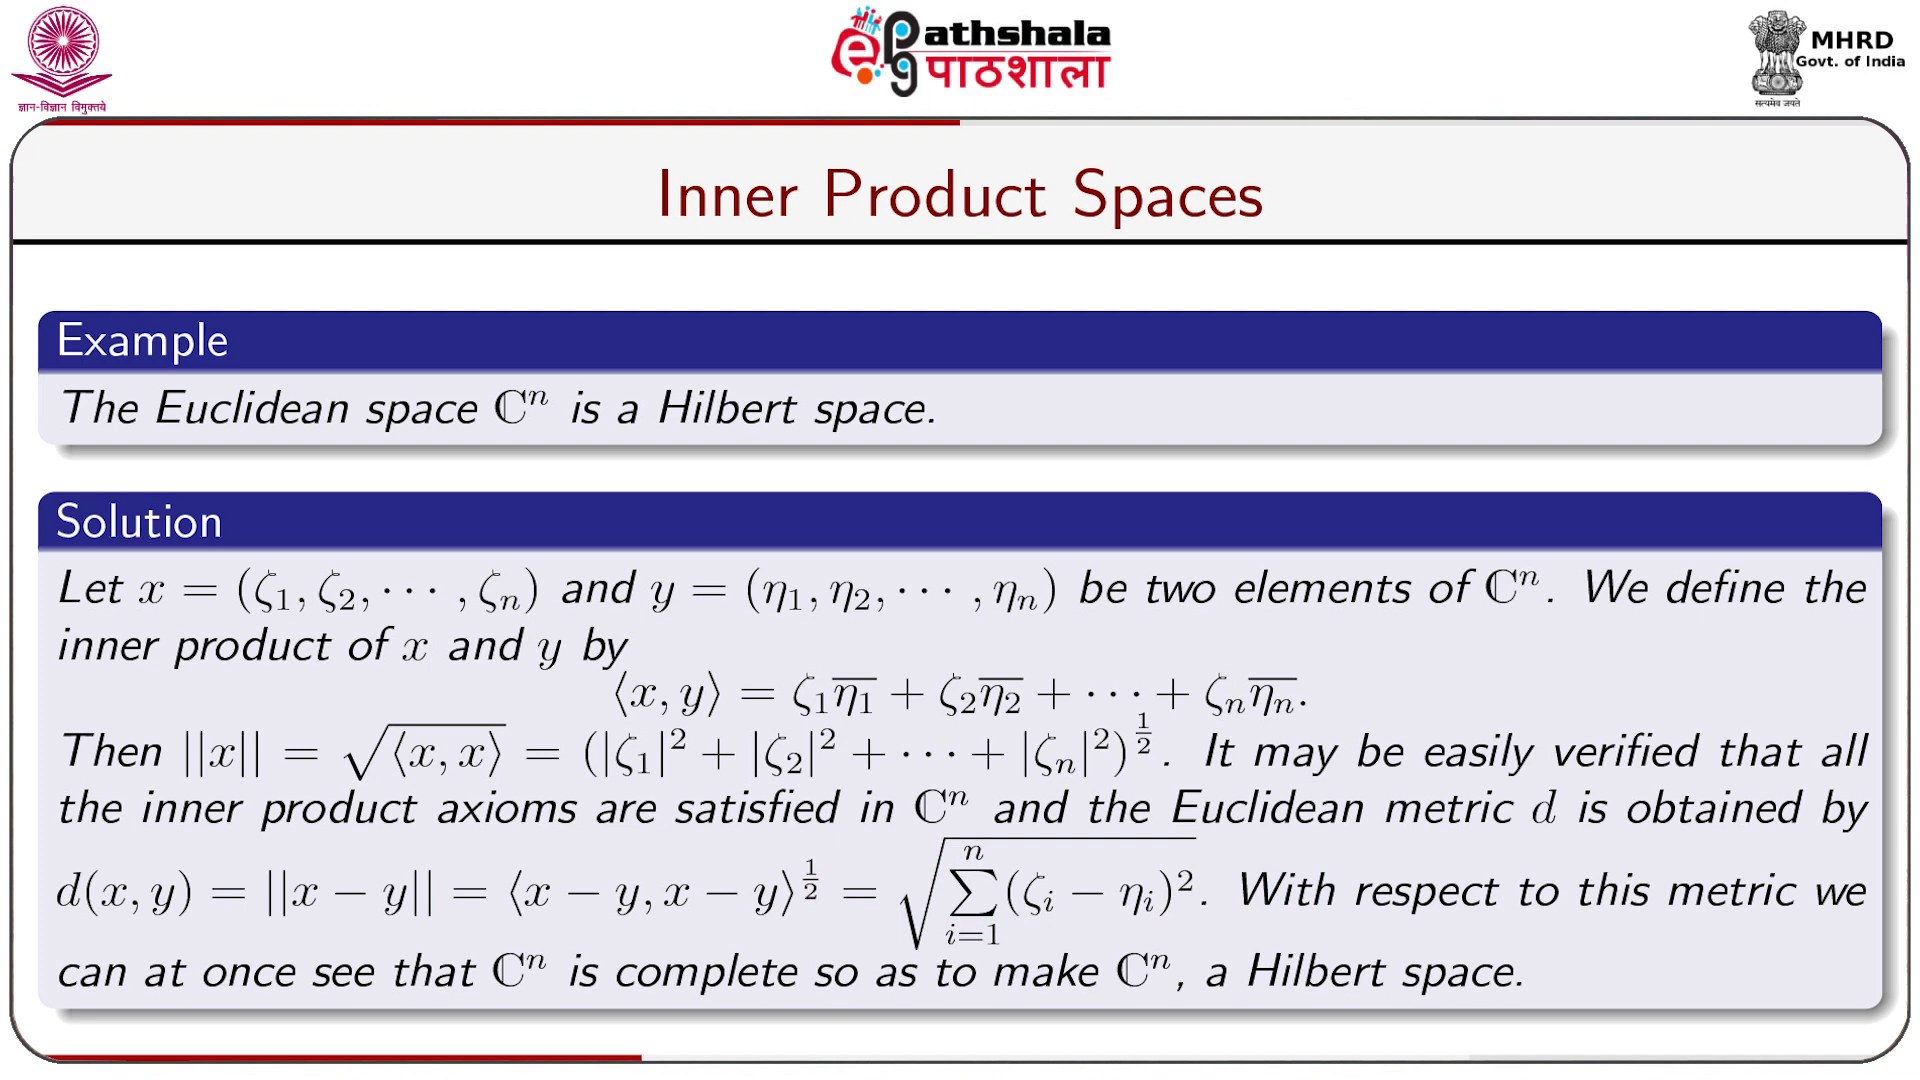 ज्ञान-विज्ञान विमुक्तये
ePathshala
पाठशाला
MHRD
Govt. of India
सत्यमेव जयते
Inner Product Spaces
Example
The Euclidean space ℂⁿ is a Hilbert space.
Solution
Let x = (ζ₁, ζ₂, ⋯ , ζₙ) and y = (η₁, η₂, ⋯ , ηₙ) be two elements of ℂⁿ. We define the
inner product of x and y by
⟨x, y⟩ = ζ₁η̅₁ + ζ₂η̅₂ + ⋯ + ζₙη̅ₙ.
Then ||x|| = √⟨x, x⟩ = (|ζ₁|² + |ζ₂|² + ⋯ + |ζₙ|²)^½. It may be easily verified that all
the inner product axioms are satisfied in ℂⁿ and the Euclidean metric d is obtained by
d(x, y) = ||x − y|| = ⟨x − y, x − y⟩^½ = √∑ᵢ₌₁ⁿ(ζᵢ − ηᵢ)². With respect to this metric we
can at once see that ℂⁿ is complete so as to make ℂⁿ, a Hilbert space.